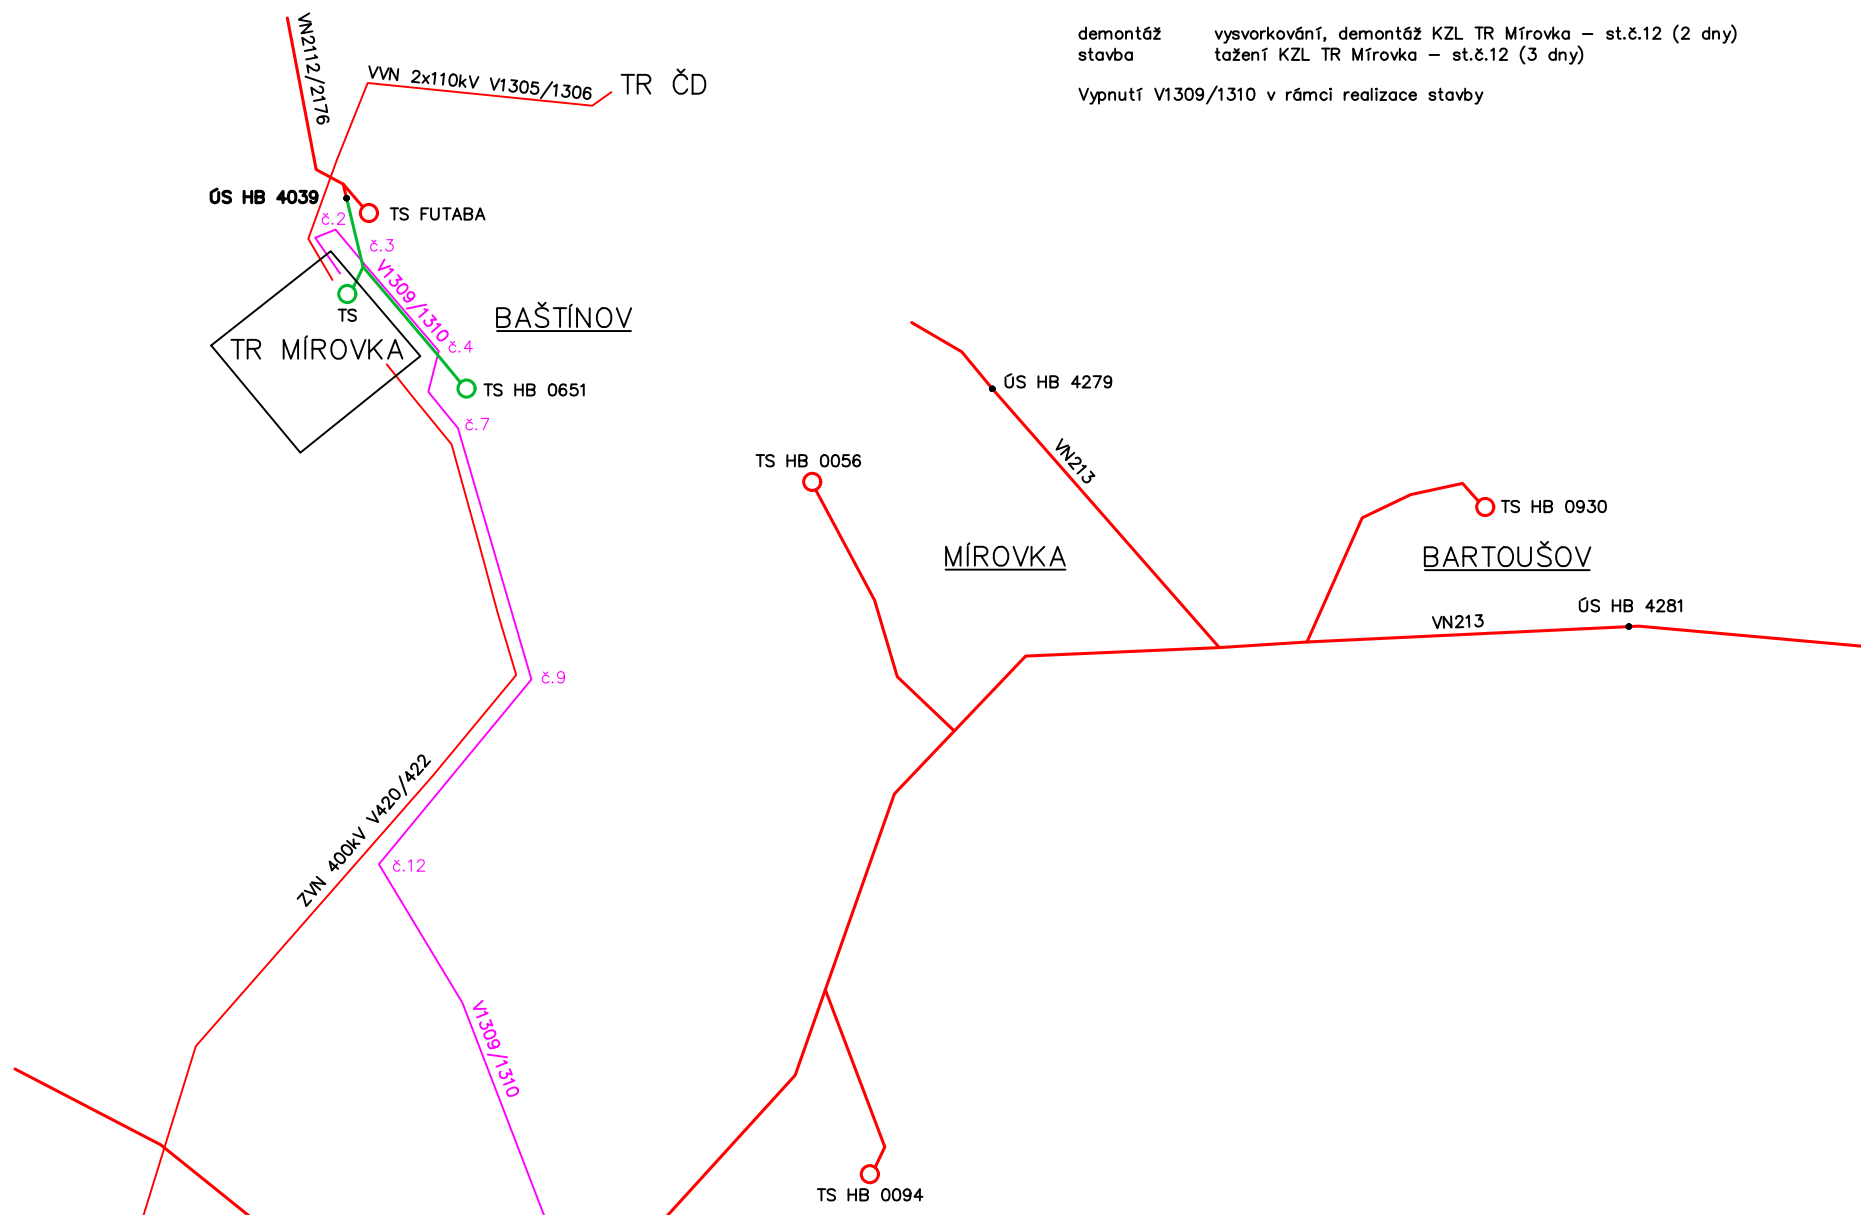 demontáž vysvorkování, demontáž KZL TR Mírovka – st.č.12 (2 dny)
stavba tažení KZL TR Mírovka – st.č.12 (3 dny)
Vypnutí V1309/1310 v rámci realizace stavby
VN2112/2176
VVN 2x110kV V1305/1306
TR ČD
ÚS HB 4039
TS FUTABA
č.2
č.3
V1309/1310
TS
BAŠTÍNOV
TR MÍROVKA
č.4
TS HB 0651
č.7
ÚS HB 4279
VN213
TS HB 0056
TS HB 0930
MÍROVKA
BARTOUŠOV
ÚS HB 4281
VN213
č.9
ZVN 400kV V420/422
č.12
V1309/1310
TS HB 0094